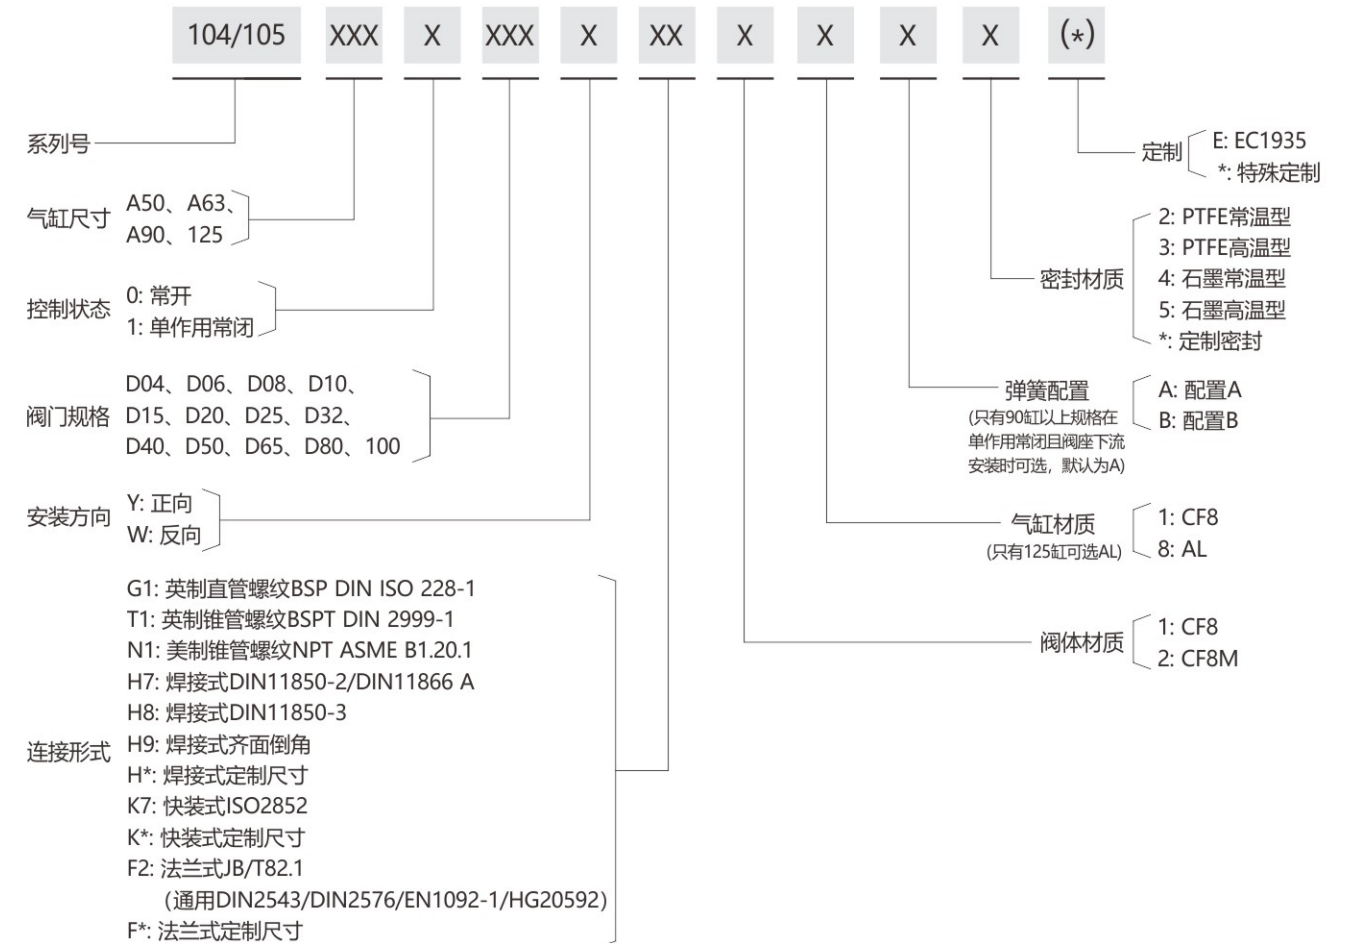 104/105 XXX X XXX X XX X X X X (*)
系列号
气缸尺寸
A50、A63、
A90、125
控制状态
0: 常开
1: 单作用常闭
阀门规格
D04、D06、D08、D10、
D15、D20、D25、D32、
D40、D50、D65、D80、100
安装方向
Y: 正向
W: 反向
连接形式
G1: 英制直管螺纹BSP DIN ISO 228-1
T1: 英制锥管螺纹BSPT DIN 2999-1
N1: 美制锥管螺纹NPT ASME B1.20.1
H7: 焊接式DIN11850-2/DIN11866 A
H8: 焊接式DIN11850-3
H9: 焊接式齐面倒角
H*: 焊接式定制尺寸
K7: 快装式ISO2852
K*: 快装式定制尺寸
F2: 法兰式JB/T82.1
（通用DIN2543/DIN2576/EN1092-1/HG20592）
F*: 法兰式定制尺寸
定制
E: EC1935
*: 特殊定制
密封材质
2: PTFE常温型
3: PTFE高温型
4: 石墨常温型
5: 石墨高温型
*: 定制密封
弹簧配置
(只有90缸以上规格在
单作用常闭且阀座下流
安装时可选，默认为A)
A: 配置A
B: 配置B
气缸材质
(只有125缸可选AL)
1: CF8
8: AL
阀体材质
1: CF8
2: CF8M